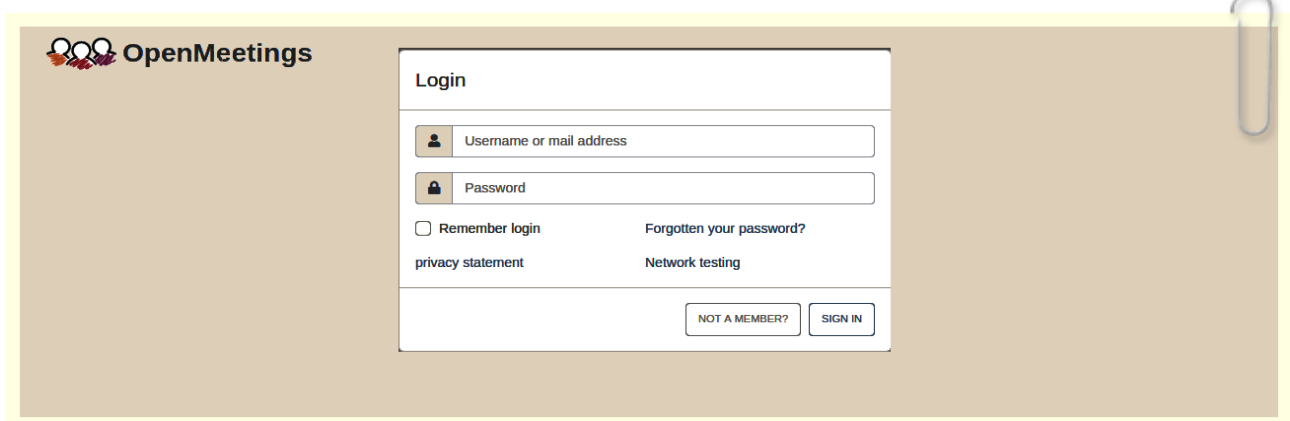 OpenMeetings
Login
Username or mail address
Password
Remember login Forgotten your password?
privacy statement Network testing
NOT A MEMBER? SIGN IN